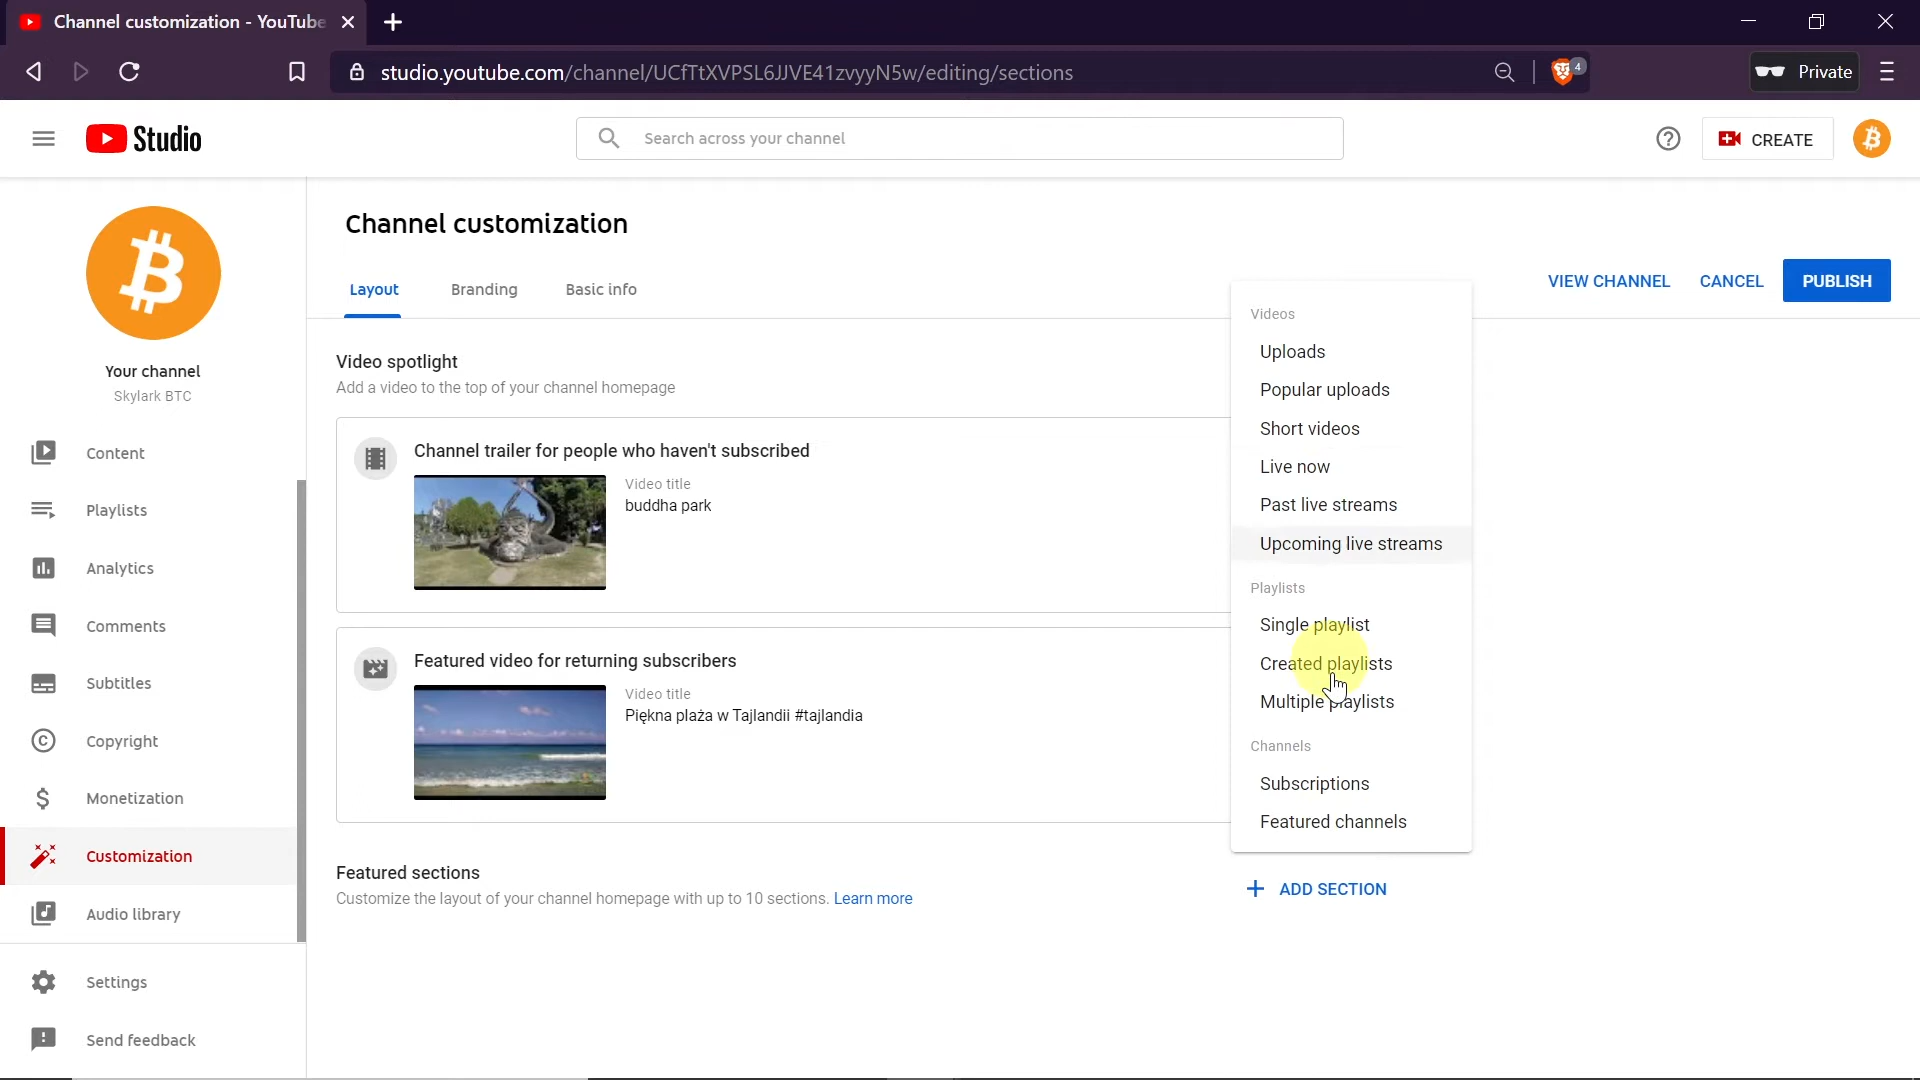 Channel customization - YouTube
studio.youtube.com/channel/UCfTtXVPSL6JJVE41zvyyN5w/editing/sections
4
Private
Studio
Search across your channel
CREATE
Your channel
Skylark BTC
Content
Playlists
Analytics
Comments
Subtitles
Copyright
Monetization
Customization
Audio library
Settings
Send feedback
Channel customization
Layout
Branding
Basic info
VIEW CHANNEL
CANCEL
PUBLISH
Video spotlight
Add a video to the top of your channel homepage
Channel trailer for people who haven't subscribed
Video title
buddha park
Featured video for returning subscribers
Video title
Piękna plaża w Tajlandii #tajlandia
Featured sections
Customize the layout of your channel homepage with up to 10 sections. Learn more
Videos
Uploads
Popular uploads
Short videos
Live now
Past live streams
Upcoming live streams
Playlists
Single playlist
Created playlists
Multiple playlists
Channels
Subscriptions
Featured channels
ADD SECTION